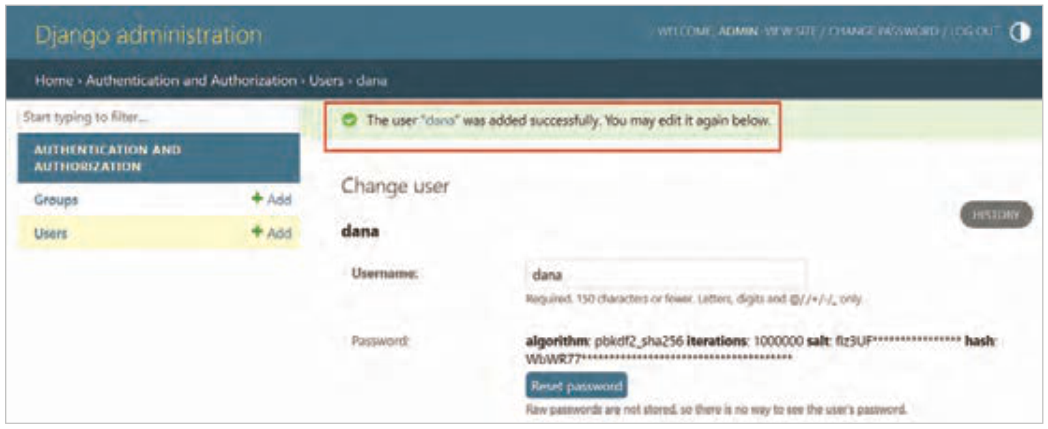 Django administration
WELCOME, ADMIN. VIEW SITE / CHANGE PASSWORD / LOG OUT
Home › Authentication and Authorization › Users › dana
Start typing to filter...
AUTHENTICATION AND
AUTHORIZATION
Groups + Add
Users + Add
The user "dana" was added successfully. You may edit it again below.
Change user
HISTORY
dana
Username: dana
Required. 150 characters or fewer. Letters, digits and @/./+/-/_ only.
Password: algorithm: pbkdf2_sha256 iterations: 1000000 salt: fIz3UF**************** hash:
WbWR77**************************************
Reset password
Raw passwords are not stored, so there is no way to see the user's password.